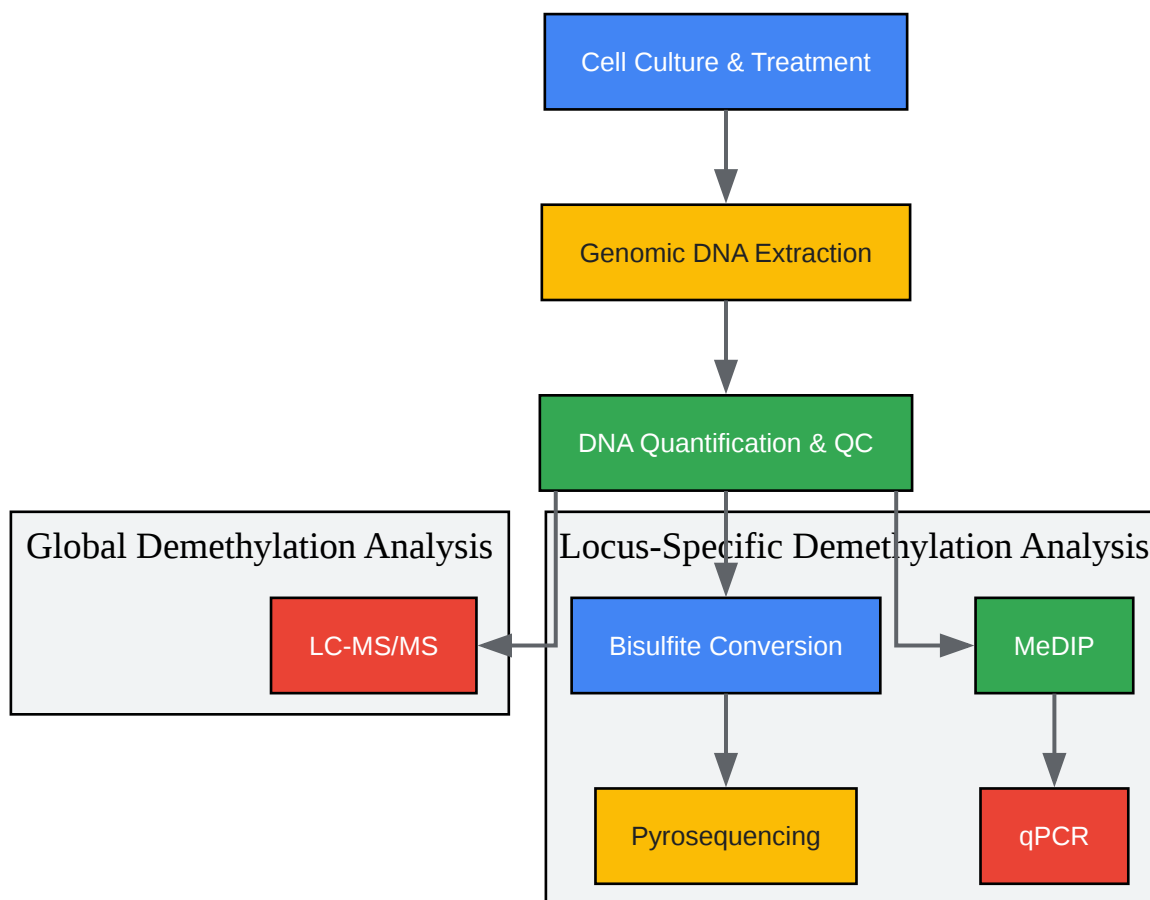 Cell Culture & Treatment
Genomic DNA Extraction
DNA Quantification & QC
Global Demethylation Analysis
Locus-Specific Demethylation Analysis
LC-MS/MS
Bisulfite Conversion
MeDIP
Pyrosequencing
qPCR